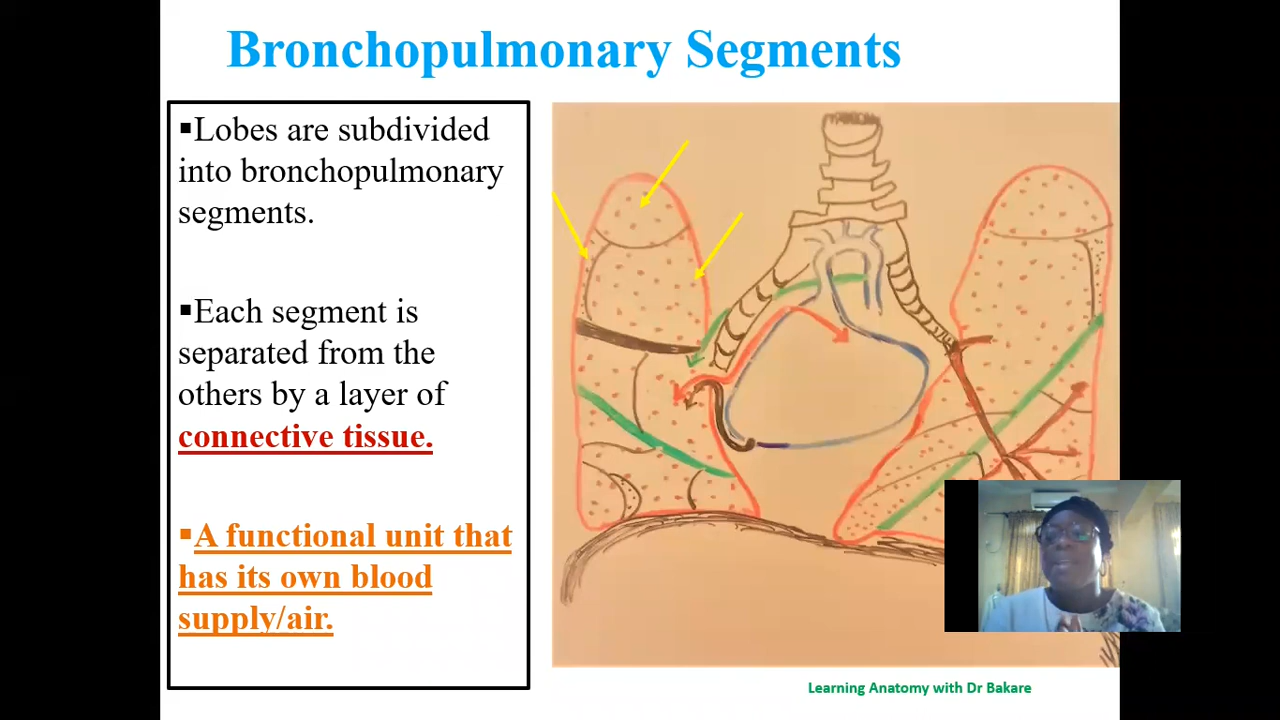 Bronchopulmonary Segments
▪Lobes are subdivided
into bronchopulmonary
segments.
▪Each segment is
separated from the
others by a layer of
connective tissue.
▪A functional unit that
has its own blood
supply/air.
Learning Anatomy with Dr Bakare